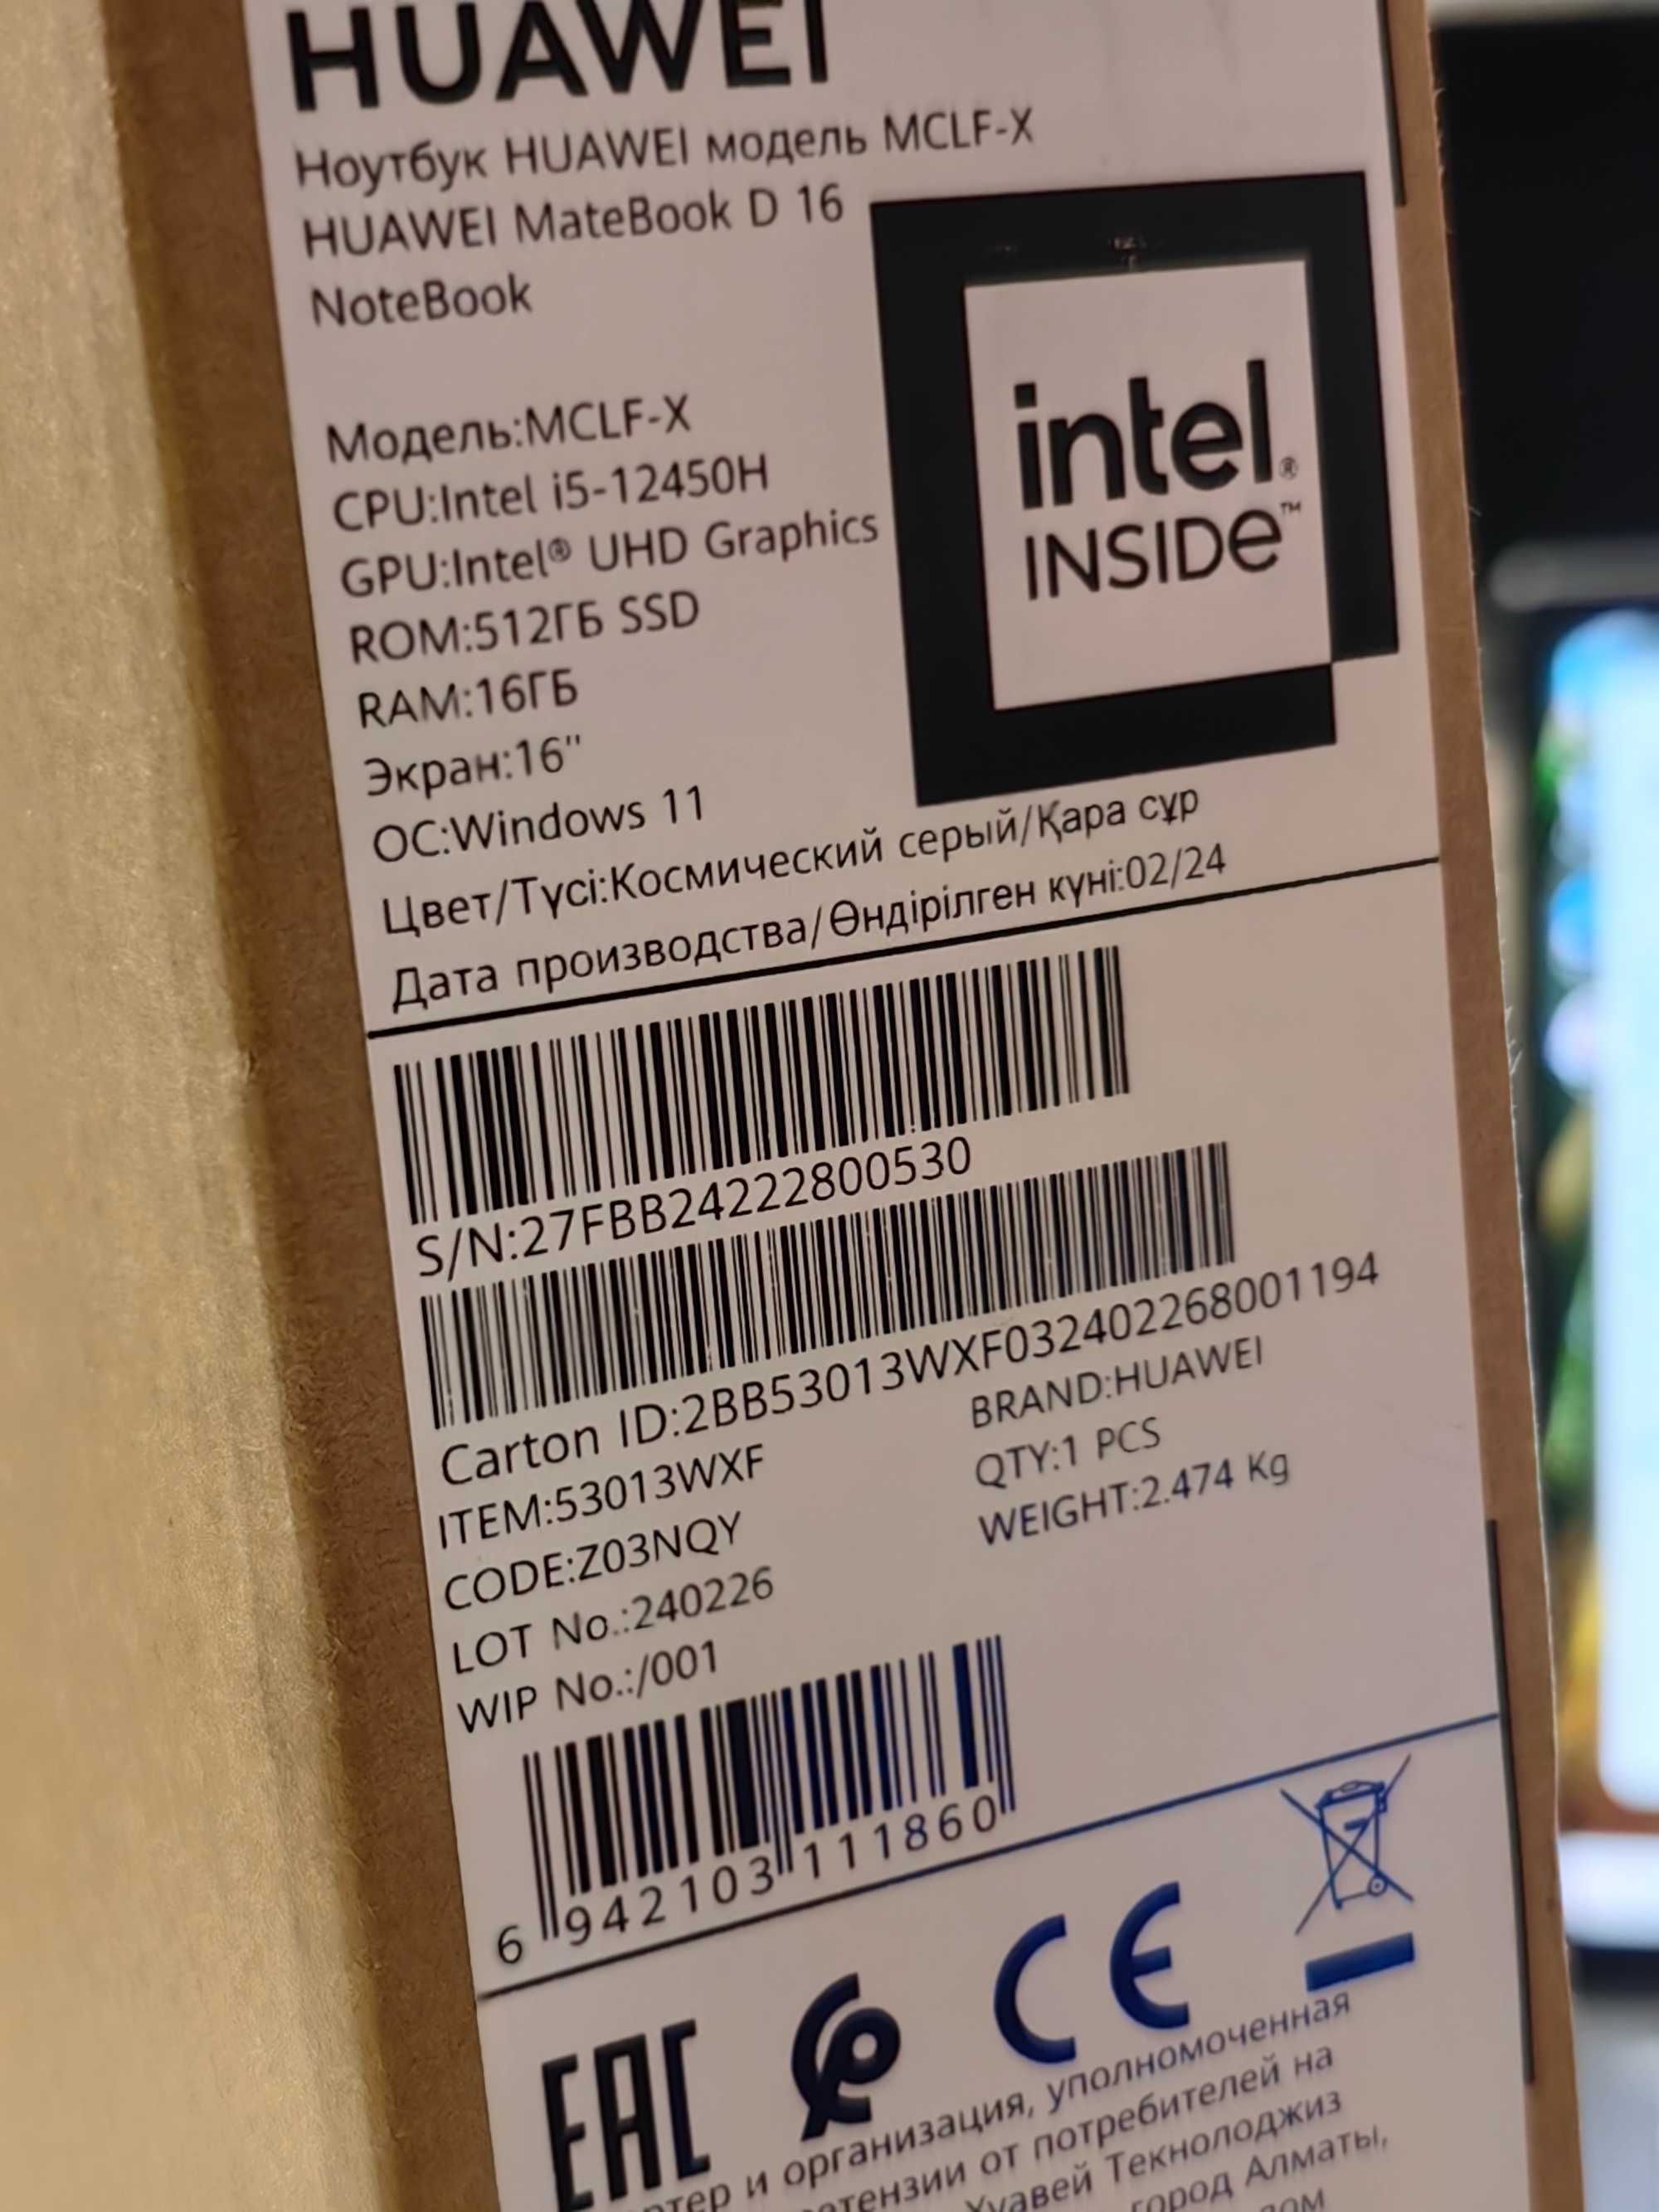 HUAWEI
Ноутбук HUAWEI модель MCLF-X
HUAWEI MateBook D 16
NoteBook
Модель:MCLF-X
CPU:Intel i5-12450H
GPU:Intel® UHD Graphics
ROM:512ГБ SSD
RAM:16ГБ
Экран:16"
ОС:Windows 11
Цвет/Түсі:Космический серый/Қара сұр
Дата производства/Өндірілген күні:02/24
intel®
INSIDe™
S/N:27FBB24222800530
Carton ID:2BB53013WXF032402268001194
ITEM:53013WXF
BRAND:HUAWEI
CODE:Z03NQY
QTY:1 PCS
LOT No.:240226
WEIGHT:2.474 Kg
WIP No.:/001
6 942103 111860
EAC
CE
и организация, уполномоченная
от потребителей на
Текнолоджиз
город Алматы,